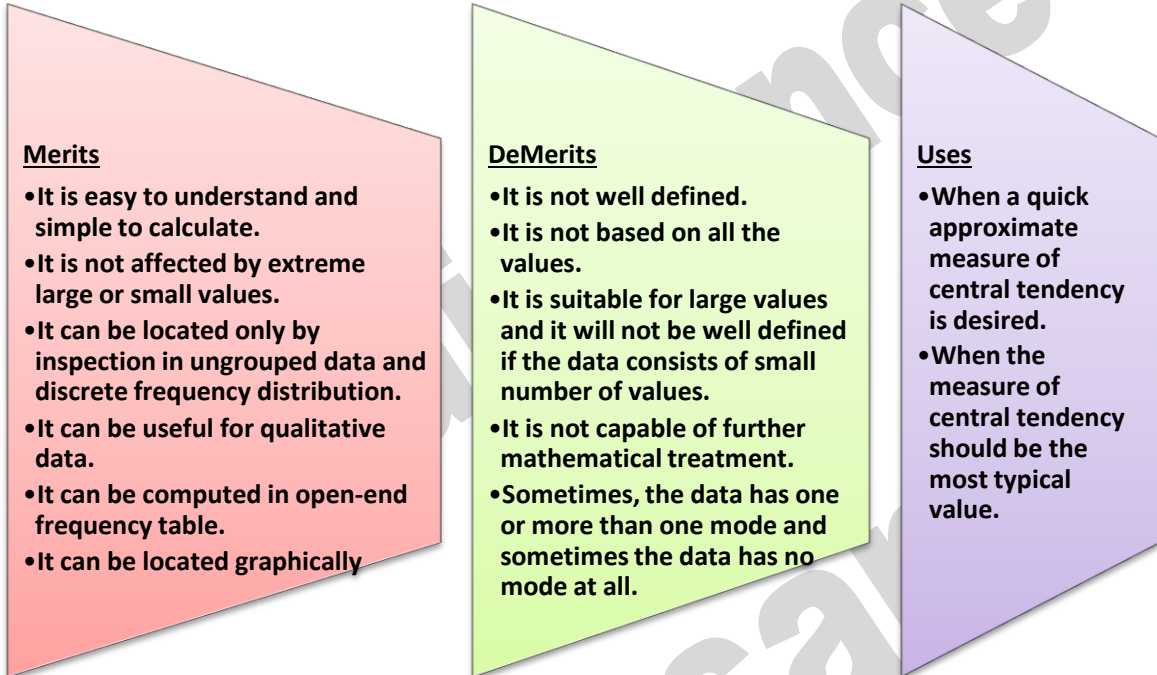 Merits
•It is easy to understand and
simple to calculate.
•It is not affected by extreme
large or small values.
•It can be located only by
inspection in ungrouped data and
discrete frequency distribution.
•It can be useful for qualitative
data.
•It can be computed in open-end
frequency table.
•It can be located graphically
DeMerits
•It is not well defined.
•It is not based on all the
values.
•It is suitable for large values
and it will not be well defined
if the data consists of small
number of values.
•It is not capable of further
mathematical treatment.
•Sometimes, the data has one
or more than one mode and
sometimes the data has no
mode at all.
Uses
•When a quick
approximate
measure of
central tendency
is desired.
•When the
measure of
central tendency
should be the
most typical
value.